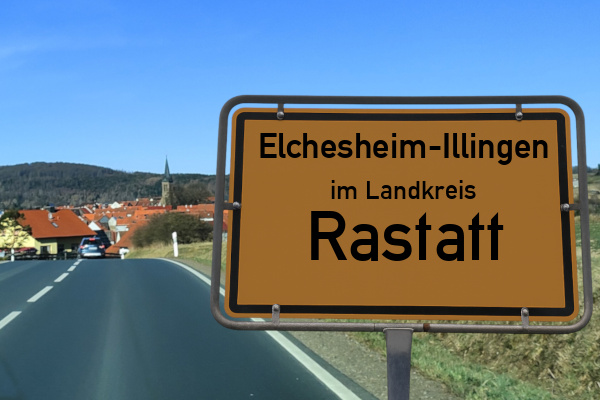 Elchesheim-Illingen
im Landkreis
Rastatt